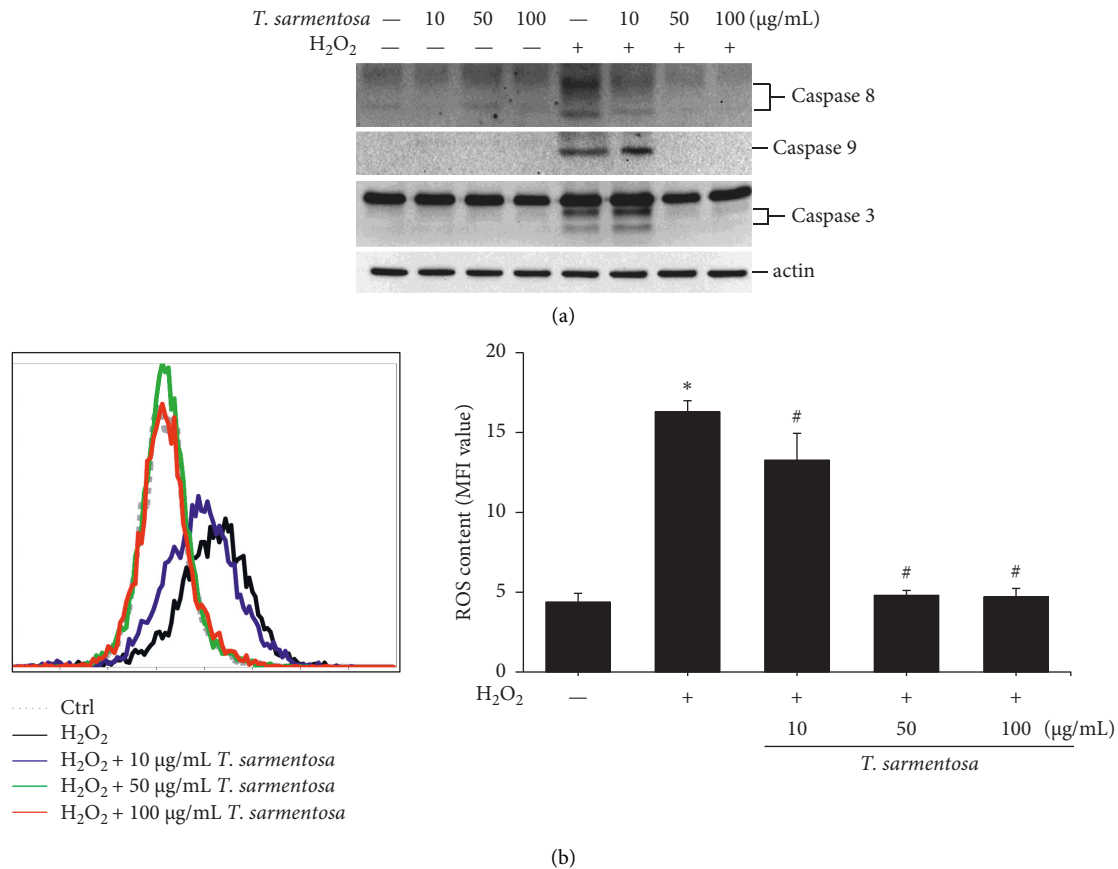 T. sarmentosa — 10 50 100 — 10 50 100 (µg/mL)
H₂O₂ — — — — + + + +
Caspase 8
Caspase 9
Caspase 3
actin
(a)
Ctrl
H₂O₂
H₂O₂ + 10 µg/mL T. sarmentosa
H₂O₂ + 50 µg/mL T. sarmentosa
H₂O₂ + 100 µg/mL T. sarmentosa
ROS content (MFI value)
20
15
10
5
0
* # # #
H₂O₂ — + + + +
10 50 100 (µg/mL)
T. sarmentosa
(b)